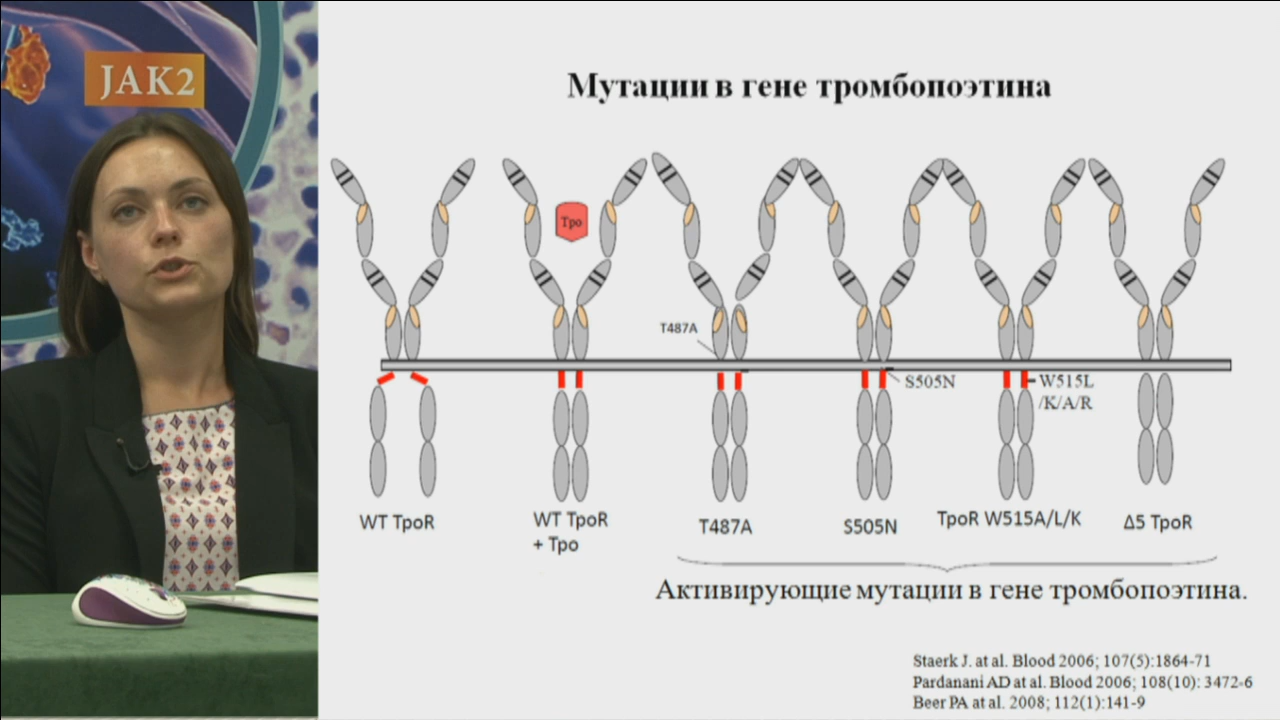 JAK2
Мутации в гене тромбопоэтина
Tpo
T487A
S505N
W515L
/K/A/R
WT TpoR
WT TpoR
+ Tpo
T487A
S505N
TpoR W515A/L/K
Δ5 TpoR
Активирующие мутации в гене тромбопоэтина.
Staerk J. at al. Blood 2006; 107(5):1864-71
Pardanani AD at al. Blood 2006; 108(10): 3472-6
Beer PA at al. 2008; 112(1):141-9